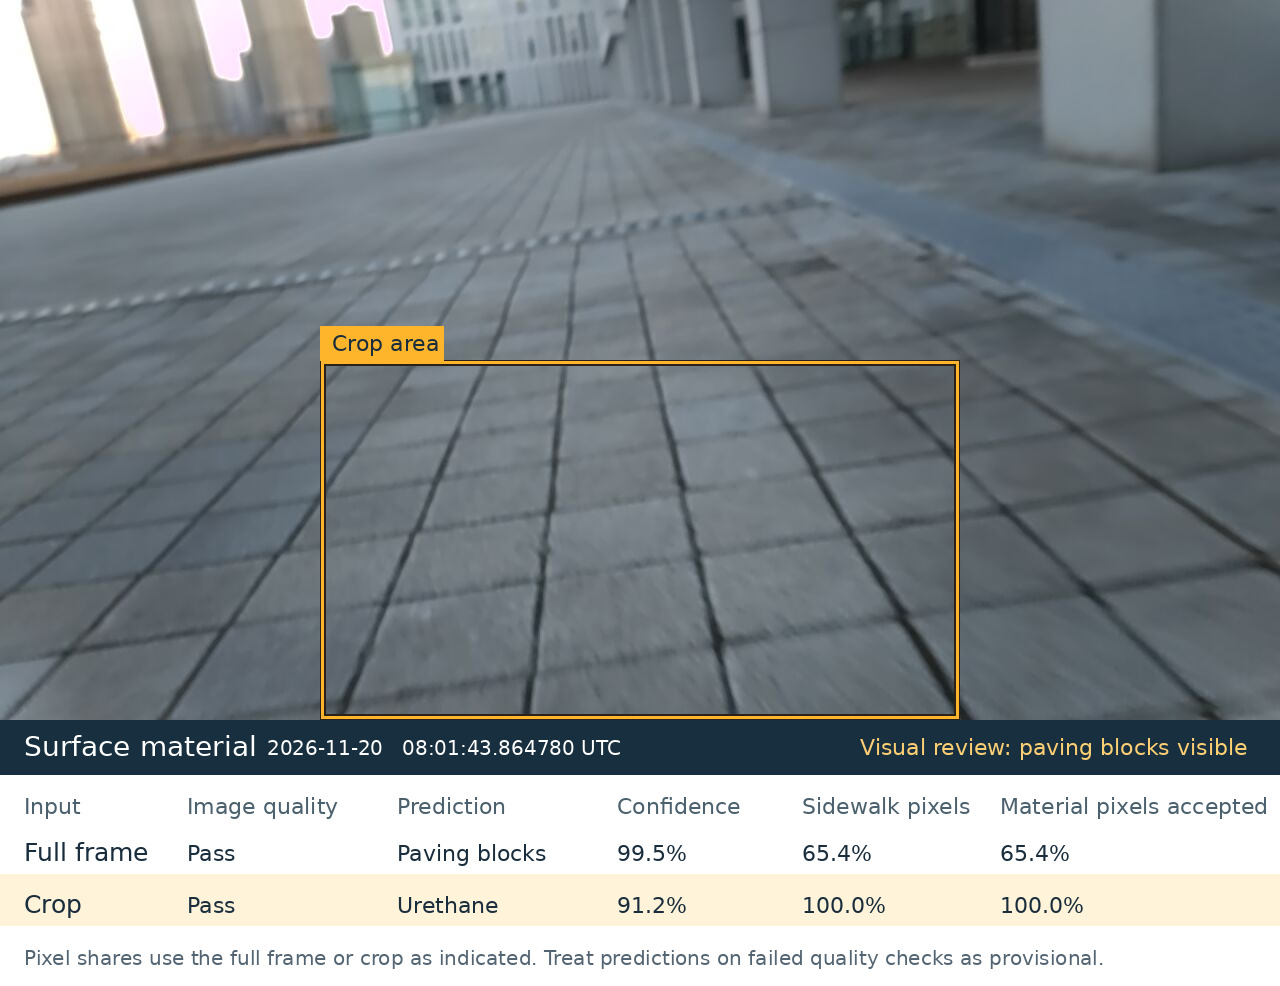 Crop area
Surface material 2026-11-20 08:01:43.864780 UTC Visual review: paving blocks visible
Input Image quality Prediction Confidence Sidewalk pixels Material pixels accepted
Full frame Pass Paving blocks 99.5% 65.4% 65.4%
Crop Pass Urethane 91.2% 100.0% 100.0%
Pixel shares use the full frame or crop as indicated. Treat predictions on failed quality checks as provisional.